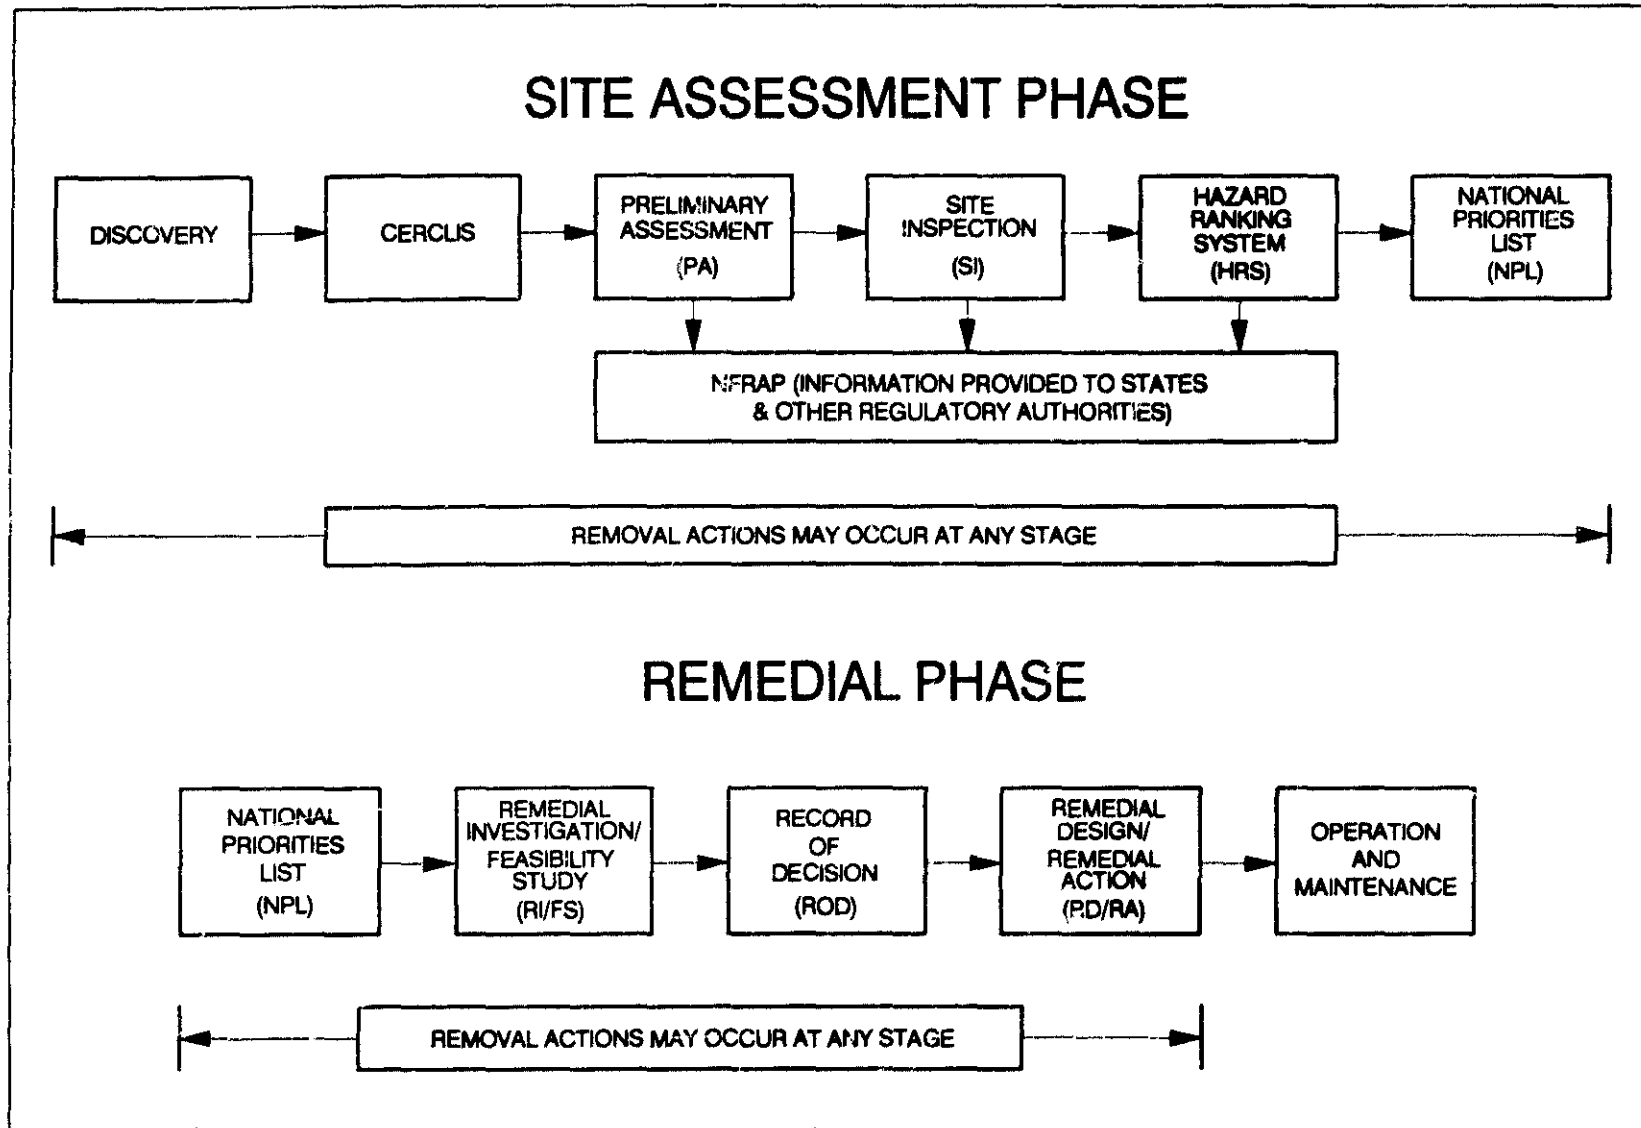 SITE ASSESSMENT PHASE
DISCOVERY
CERCLIS
PRELIMINARY
ASSESSMENT
(PA)
SITE
INSPECTION
(SI)
HAZARD
RANKING
SYSTEM
(HRS)
NATIONAL
PRIORITIES
LIST
(NPL)
NFRAP (INFORMATION PROVIDED TO STATES
& OTHER REGULATORY AUTHORITIES)
REMOVAL ACTIONS MAY OCCUR AT ANY STAGE
REMEDIAL PHASE
NATIONAL
PRIORITIES
LIST
(NPL)
REMEDIAL
INVESTIGATION/
FEASIBILITY
STUDY
(RI/FS)
RECORD
OF
DECISION
(ROD)
REMEDIAL
DESIGN/
REMEDIAL
ACTION
(RD/RA)
OPERATION
AND
MAINTENANCE
REMOVAL ACTIONS MAY OCCUR AT ANY STAGE